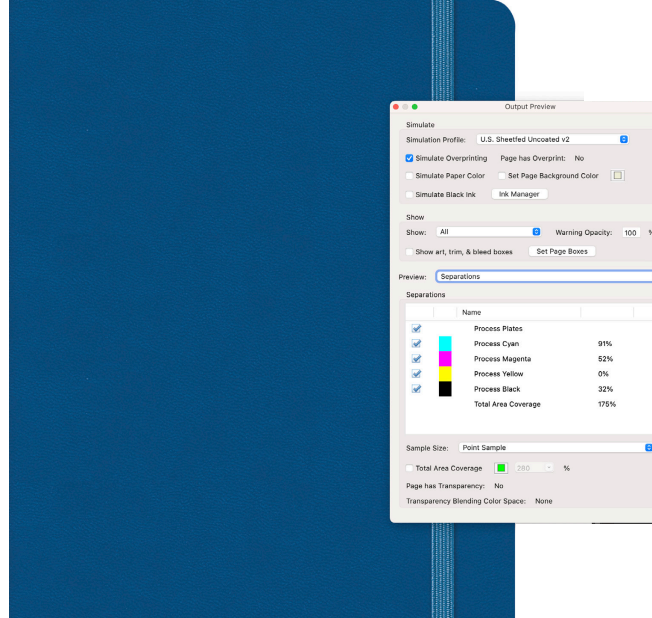 Output Preview
Simulate
Simulation Profile: U.S. Sheetfed Uncoated v2
Simulate Overprinting Page has Overprint: No
Simulate Paper Color Set Page Background Color
Simulate Black Ink Ink Manager
Show
Show: All Warning Opacity: 100 %
Show art, trim, & bleed boxes Set Page Boxes
Preview: Separations
Separations
Name
Process Plates
Process Cyan 91%
Process Magenta 52%
Process Yellow 0%
Process Black 32%
Total Area Coverage 175%
Sample Size: Point Sample
Total Area Coverage 280 %
Page has Transparency: No
Transparency Blending Color Space: None